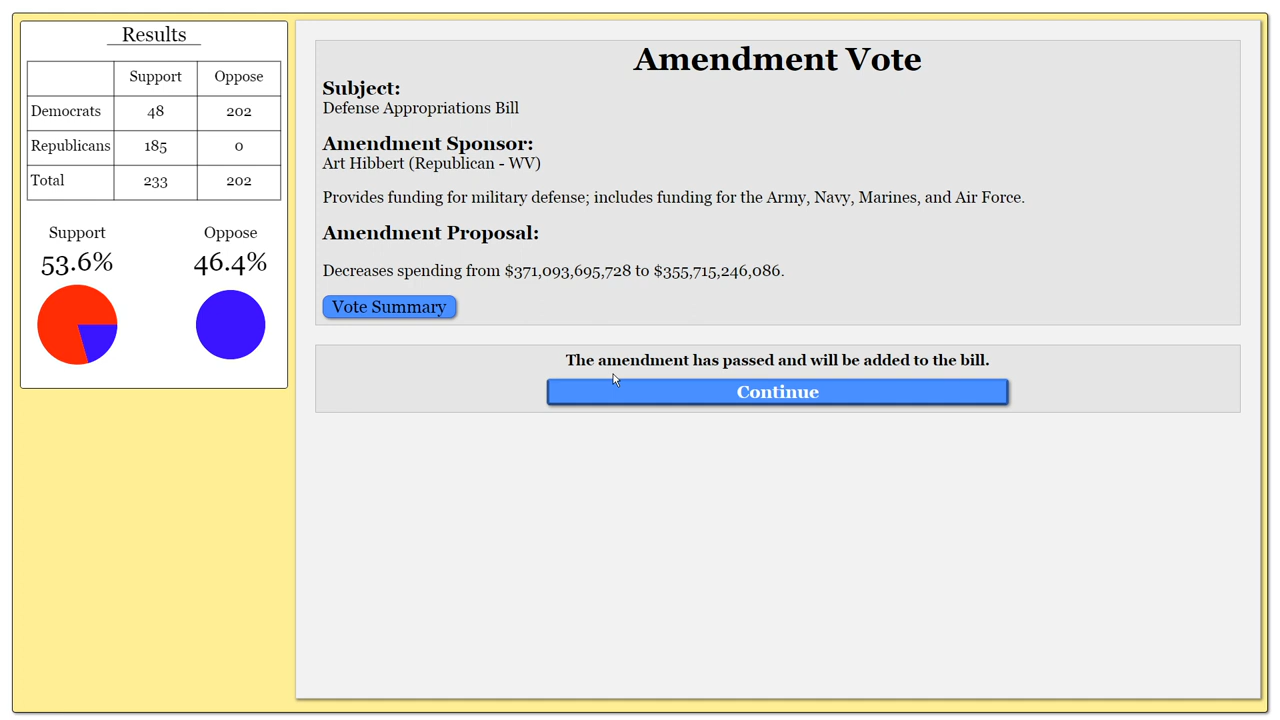 Results
Support Oppose
Democrats 48 202
Republicans 185 0
Total 233 202
Support Oppose
53.6% 46.4%
Amendment Vote
Subject:
Defense Appropriations Bill
Amendment Sponsor:
Art Hibbert (Republican - WV)
Provides funding for military defense; includes funding for the Army, Navy, Marines, and Air Force.
Amendment Proposal:
Decreases spending from $371,093,695,728 to $355,715,246,086.
Vote Summary
The amendment has passed and will be added to the bill.
Continue